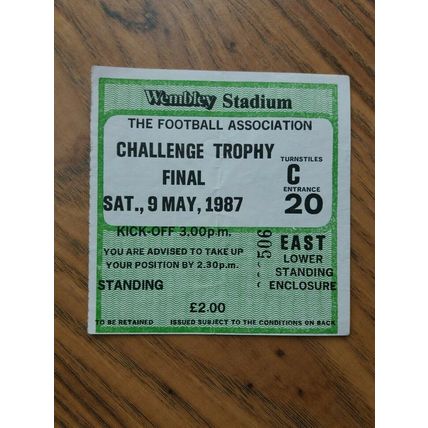 Wembley Stadium
THE FOOTBALL ASSOCIATION
CHALLENGE TROPHY
FINAL
SAT., 9 MAY, 1987
TURNSTILES
C
ENTRANCE
20
KICK-OFF 3.00p.m.
YOU ARE ADVISED TO TAKE UP
YOUR POSITION BY 2.30p.m.
STANDING
506
EAST
LOWER
STANDING
ENCLOSURE
£2.00
TO BE RETAINED
ISSUED SUBJECT TO THE CONDITIONS ON BACK